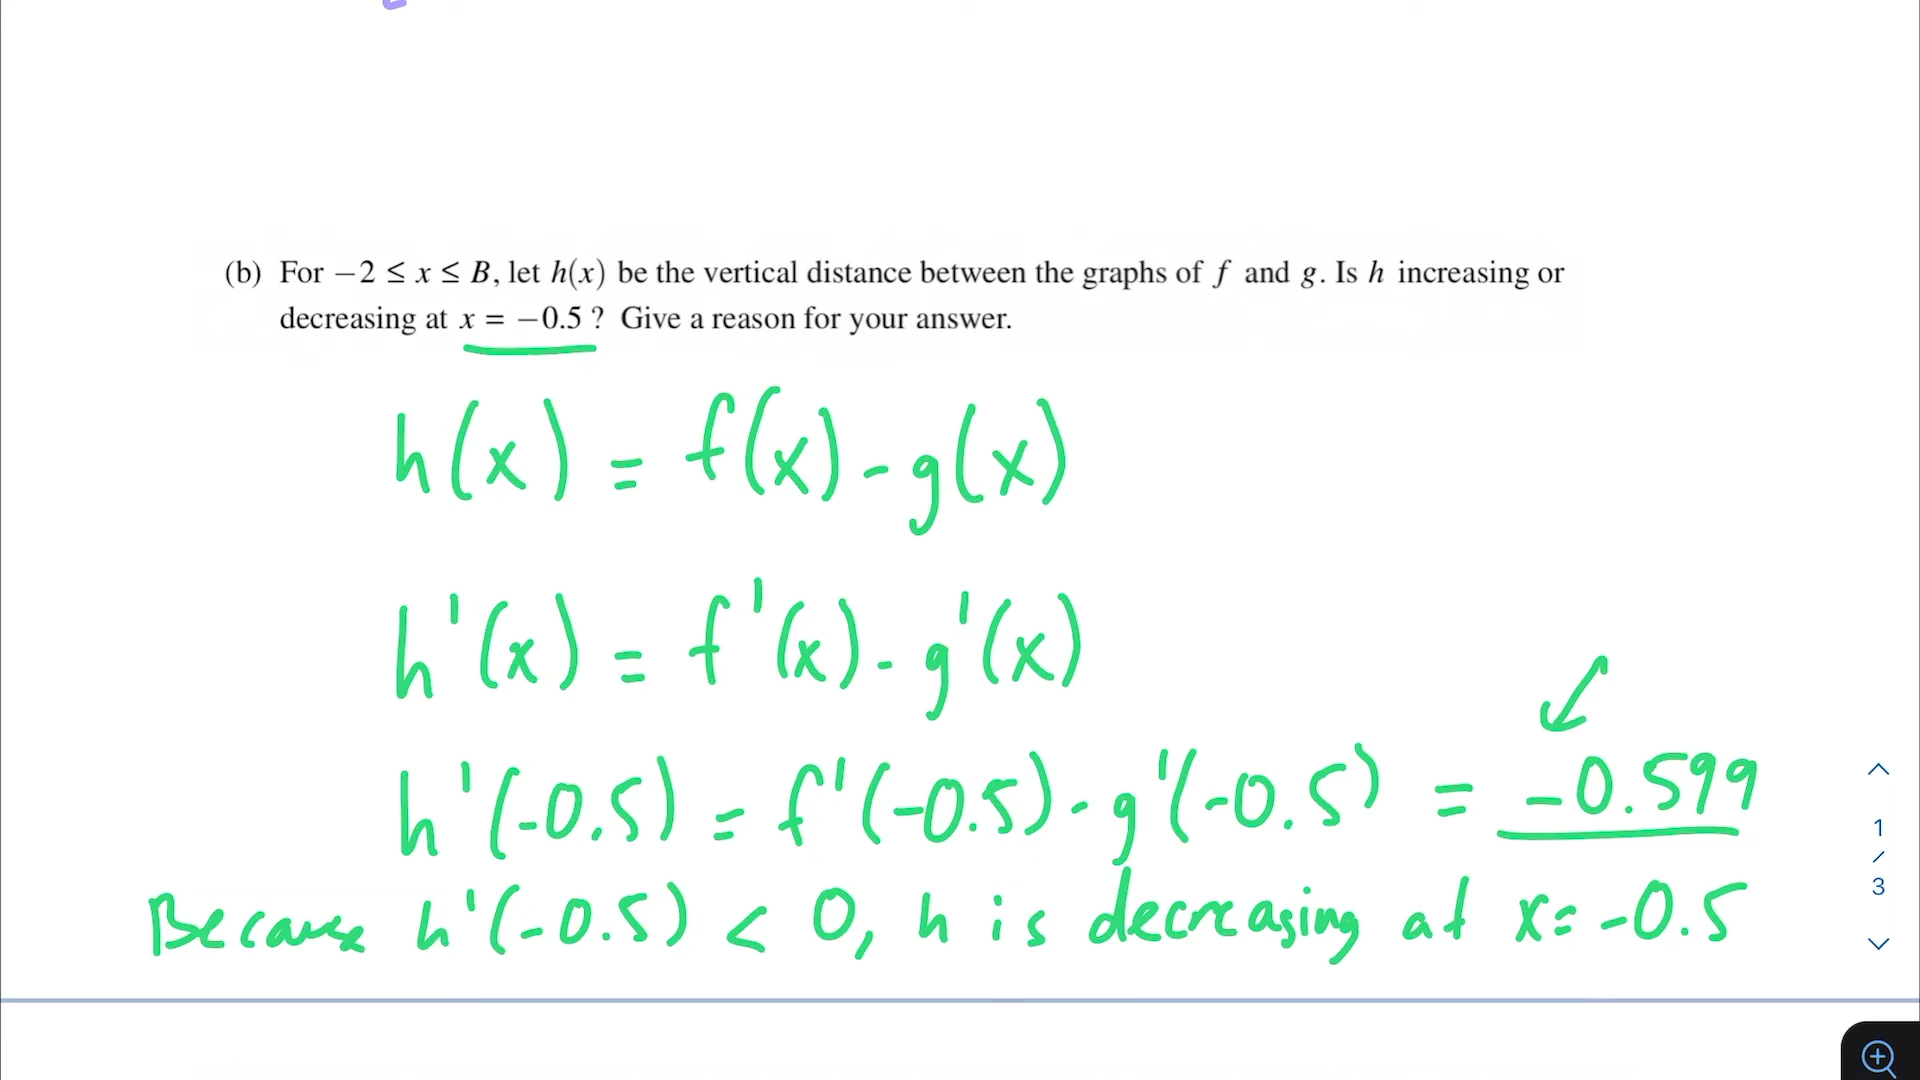 (b) For −2 ≤ x ≤ B, let h(x) be the vertical distance between the graphs of f and g. Is h increasing or
decreasing at x = −0.5 ? Give a reason for your answer.
h(x) = f(x) - g(x)
h'(x) = f'(x) - g'(x)
h'(-0.5) = f'(-0.5) - g'(-0.5) = -0.599
Because h'(-0.5) < 0, h is decreasing at x = -0.5
1
/
3